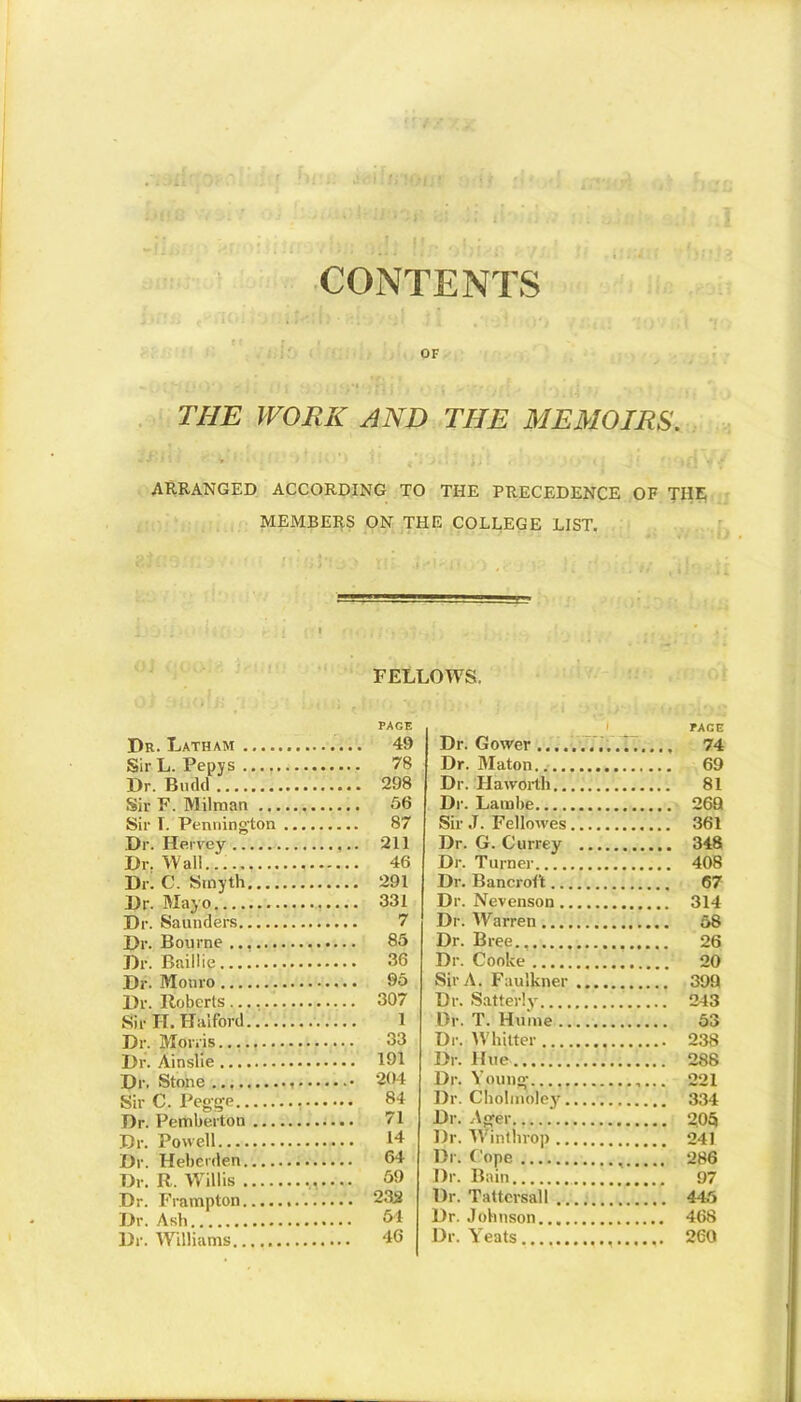 CONTENTS
OF
THE WORK AND THE MEMOIRS.
ARRANGED ACCORDING TO THE PRECEDENCE OF THE
MEMBERS ON THE COLLEGE LIST.
FELLOWS.
PAGE
Dr. Latham 49
Sir L. Pepys 78
Dr. Budd 298
Sir F. Milman 56
Sir I. Pennington 87
Dr. Hervey 211
Dr. Wall 46
Dr. C. Smyth 291
Dr. Mayo 331
Dr. Saunders 7
Dr. Bourne 85
Dr. Baillie 36
Dr. Monro 95
Dr. Roberts 307
Sir H. Halford 1
Dr. Morris 33
Dr. Ainslie 191
Dr. Stone 204
Sir C. Pegge 84
Dr. Pemberton 71
Dr. Powell 14
Dr. Heberden 64
Dr. R. Willis 59
Dr. Frampton 232
Dr. Ash 51
Dr. Williams 46
PAGE
Dr. Gower 74
Dr. Maton 69
Dr. Haworth 81
Dr. Lambe 269
Sir J. Fellowes 361
Dr. G. Currey 348
Dr. Turner 408
Dr. Bancroft 67
Dr. Nevenson 314
Dr. Warren 58
Dr. Bree 26
Dr. Cooke 20
Sir A. Faulkner 399
Dr. Satterly 243
Dr. T. Hume 53
Dr. Whitter 238
Dr. Hue 288
Dr. Young 221
Dr. Cholmoley 334
Dr. Ager 205
Dr. Winthrop 241
Dr. Cope 286
Dr. Bain 97
Dr. Tattersall 445
Dr. Johnson 468
Dr. Yeats 260